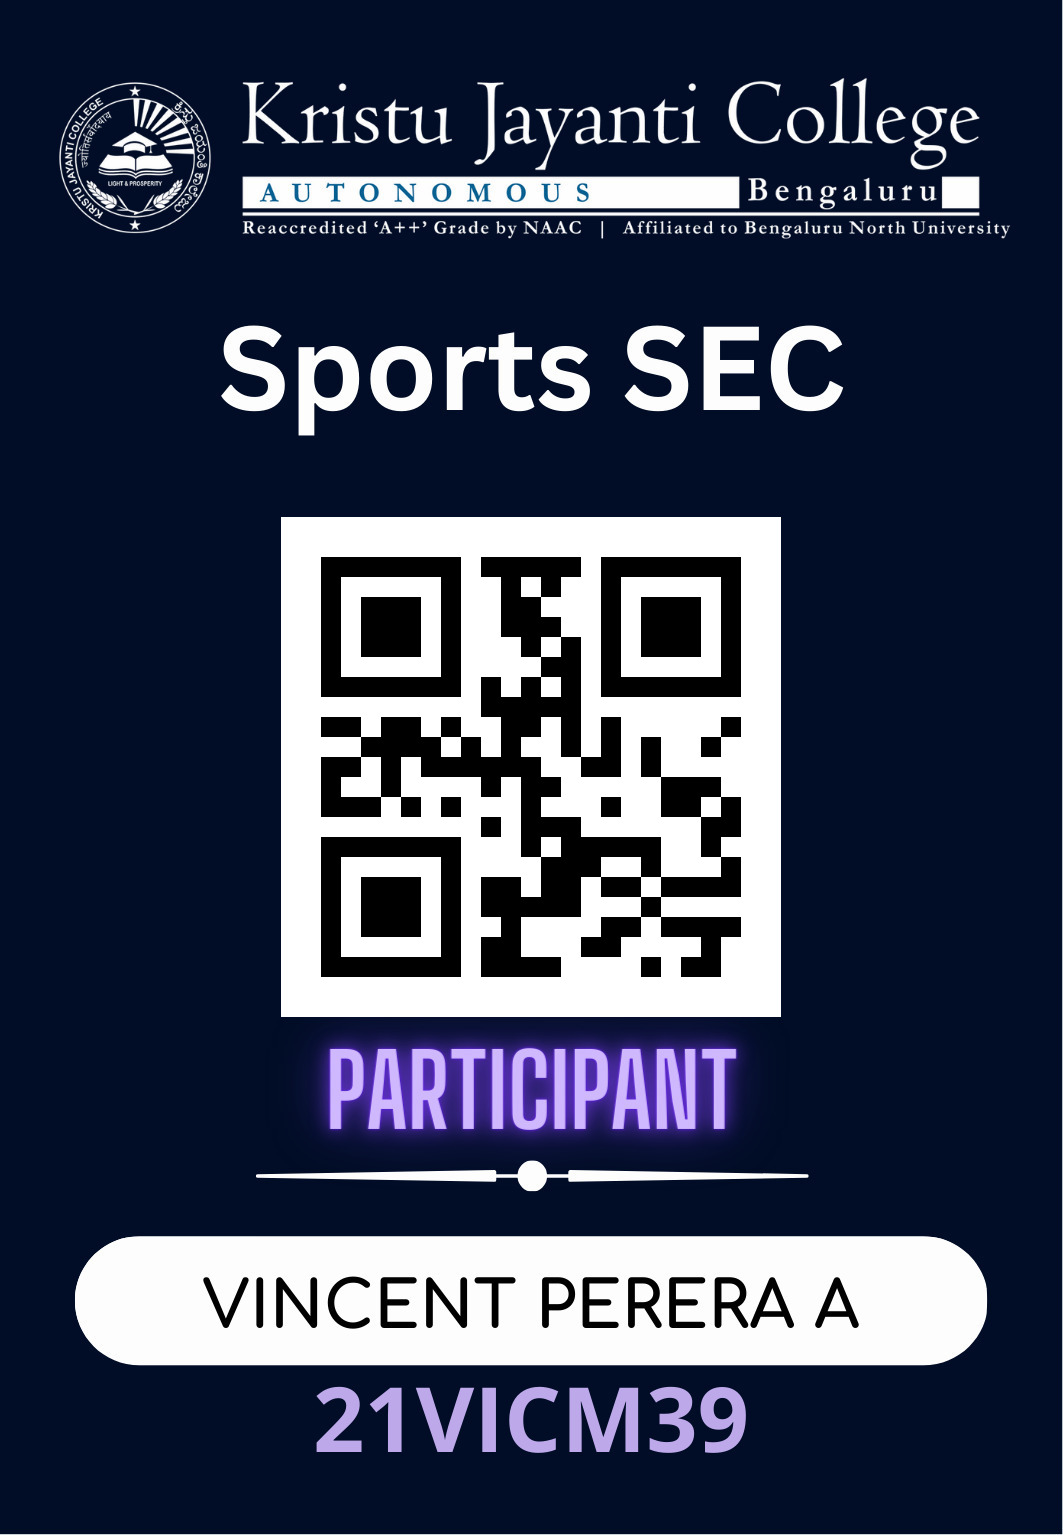 Kristu Jayanti College
AUTONOMOUS Bengaluru
Reaccredited ‘A++’ Grade by NAAC | Affiliated to Bengaluru North University
KRISTU JAYANTI COLLEGE
ಕ್ರಿಸ್ತು ಜಯಂತಿ ಕಾಲೇಜು
LIGHT & PROSPERITY
Sports SEC
PARTICIPANT
VINCENT PERERA A
21VICM39